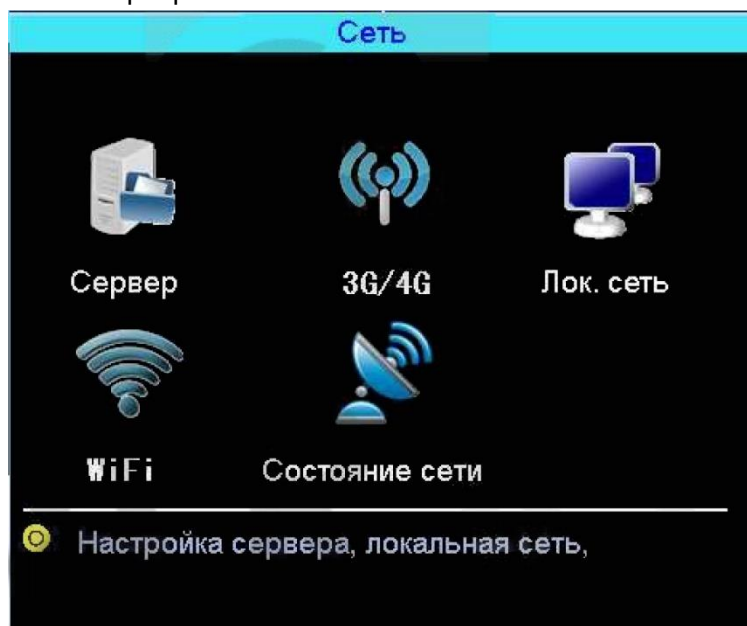 Сеть
Сервер 3G/4G Лок. сеть
WiFi Состояние сети
Настройка сервера, локальная сеть,